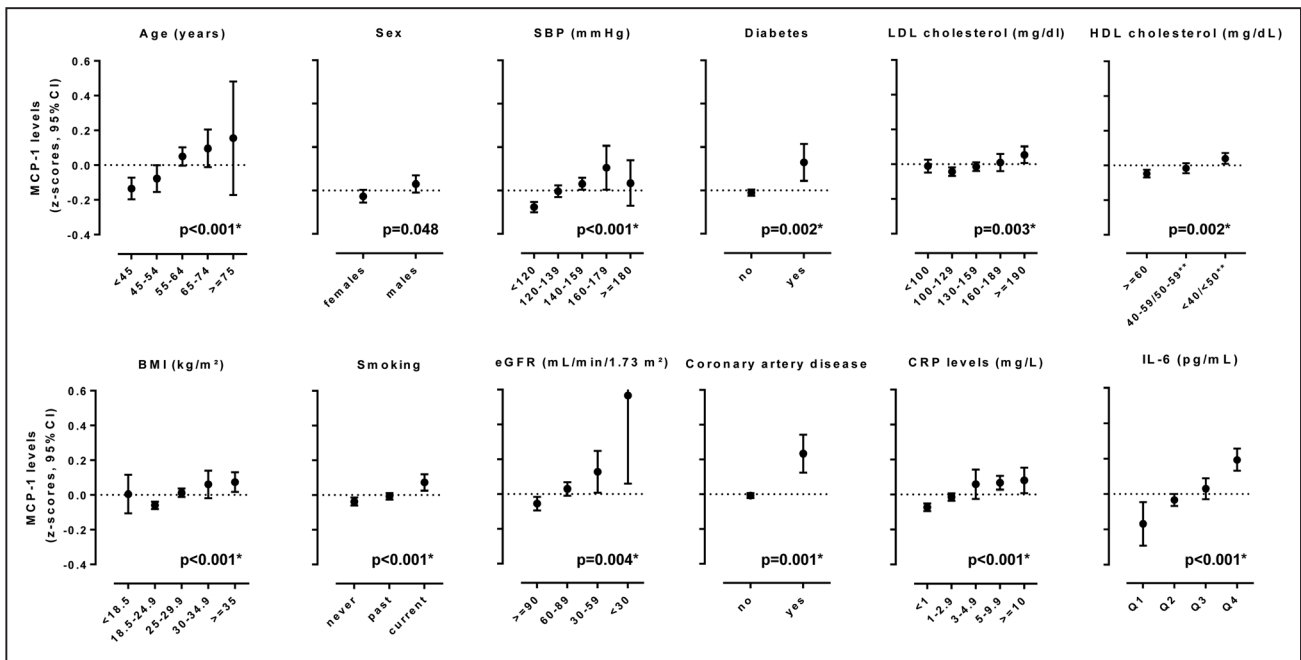 Age (years) Sex SBP (mmHg) Diabetes LDL cholesterol (mg/dl) HDL cholesterol (mg/dL)
MCP-1 levels
(z-scores, 95%CI)
0.6
0.4
0.2
0.0
-0.2
-0.4
p<0.001* p=0.048 p<0.001* p=0.002* p=0.003* p=0.002*
<45 45-54 55-64 65-74 >=75
females males
<120 120-139 140-159 160-179 >=180
no yes
<100 100-129 130-159 160-189 >=190
>=60 40-59/50-59** <40/<50**
BMI (kg/m²) Smoking eGFR (mL/min/1.73 m²) Coronary artery disease CRP levels (mg/L) IL-6 (pg/mL)
MCP-1 levels
(z-scores, 95%CI)
0.6
0.4
0.2
0.0
-0.2
-0.4
p<0.001* p<0.001* p=0.004* p=0.001* p<0.001* p<0.001*
<18.5 18.5-24.9 25-29.9 30-34.9 >=35
never past current
>=90 60-89 30-59 <30
no yes
<1 1-2.9 3-4.9 5-9.9 >=10
Q1 Q2 Q3 Q4